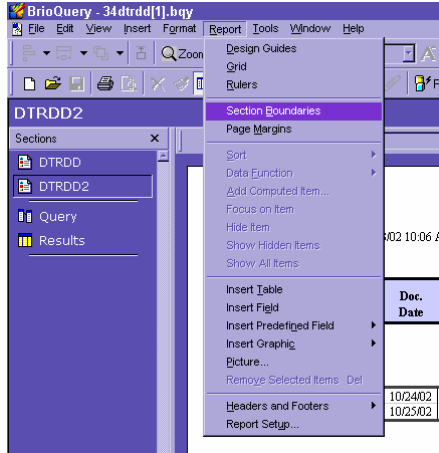 BrioQuery - 34dtrdd[1].bqy
File Edit View Insert Format Report Tools Window Help
Zoom
DTRDD2
Sections
DTRDD
DTRDD2
Query
Results
Design Guides
Grid
Rulers
Section Boundaries
Page Margins
Sort
Data Function
Add Computed Item...
Focus on Item
Hide Item
Show Hidden Items
Show All Items
Insert Table
Insert Field
Insert Predefined Field
Insert Graphic
Picture...
Remove Selected Items Del
Headers and Footers
Report Setup...
/02 10:06 A
Doc.
Date
10/24/02
10/25/02